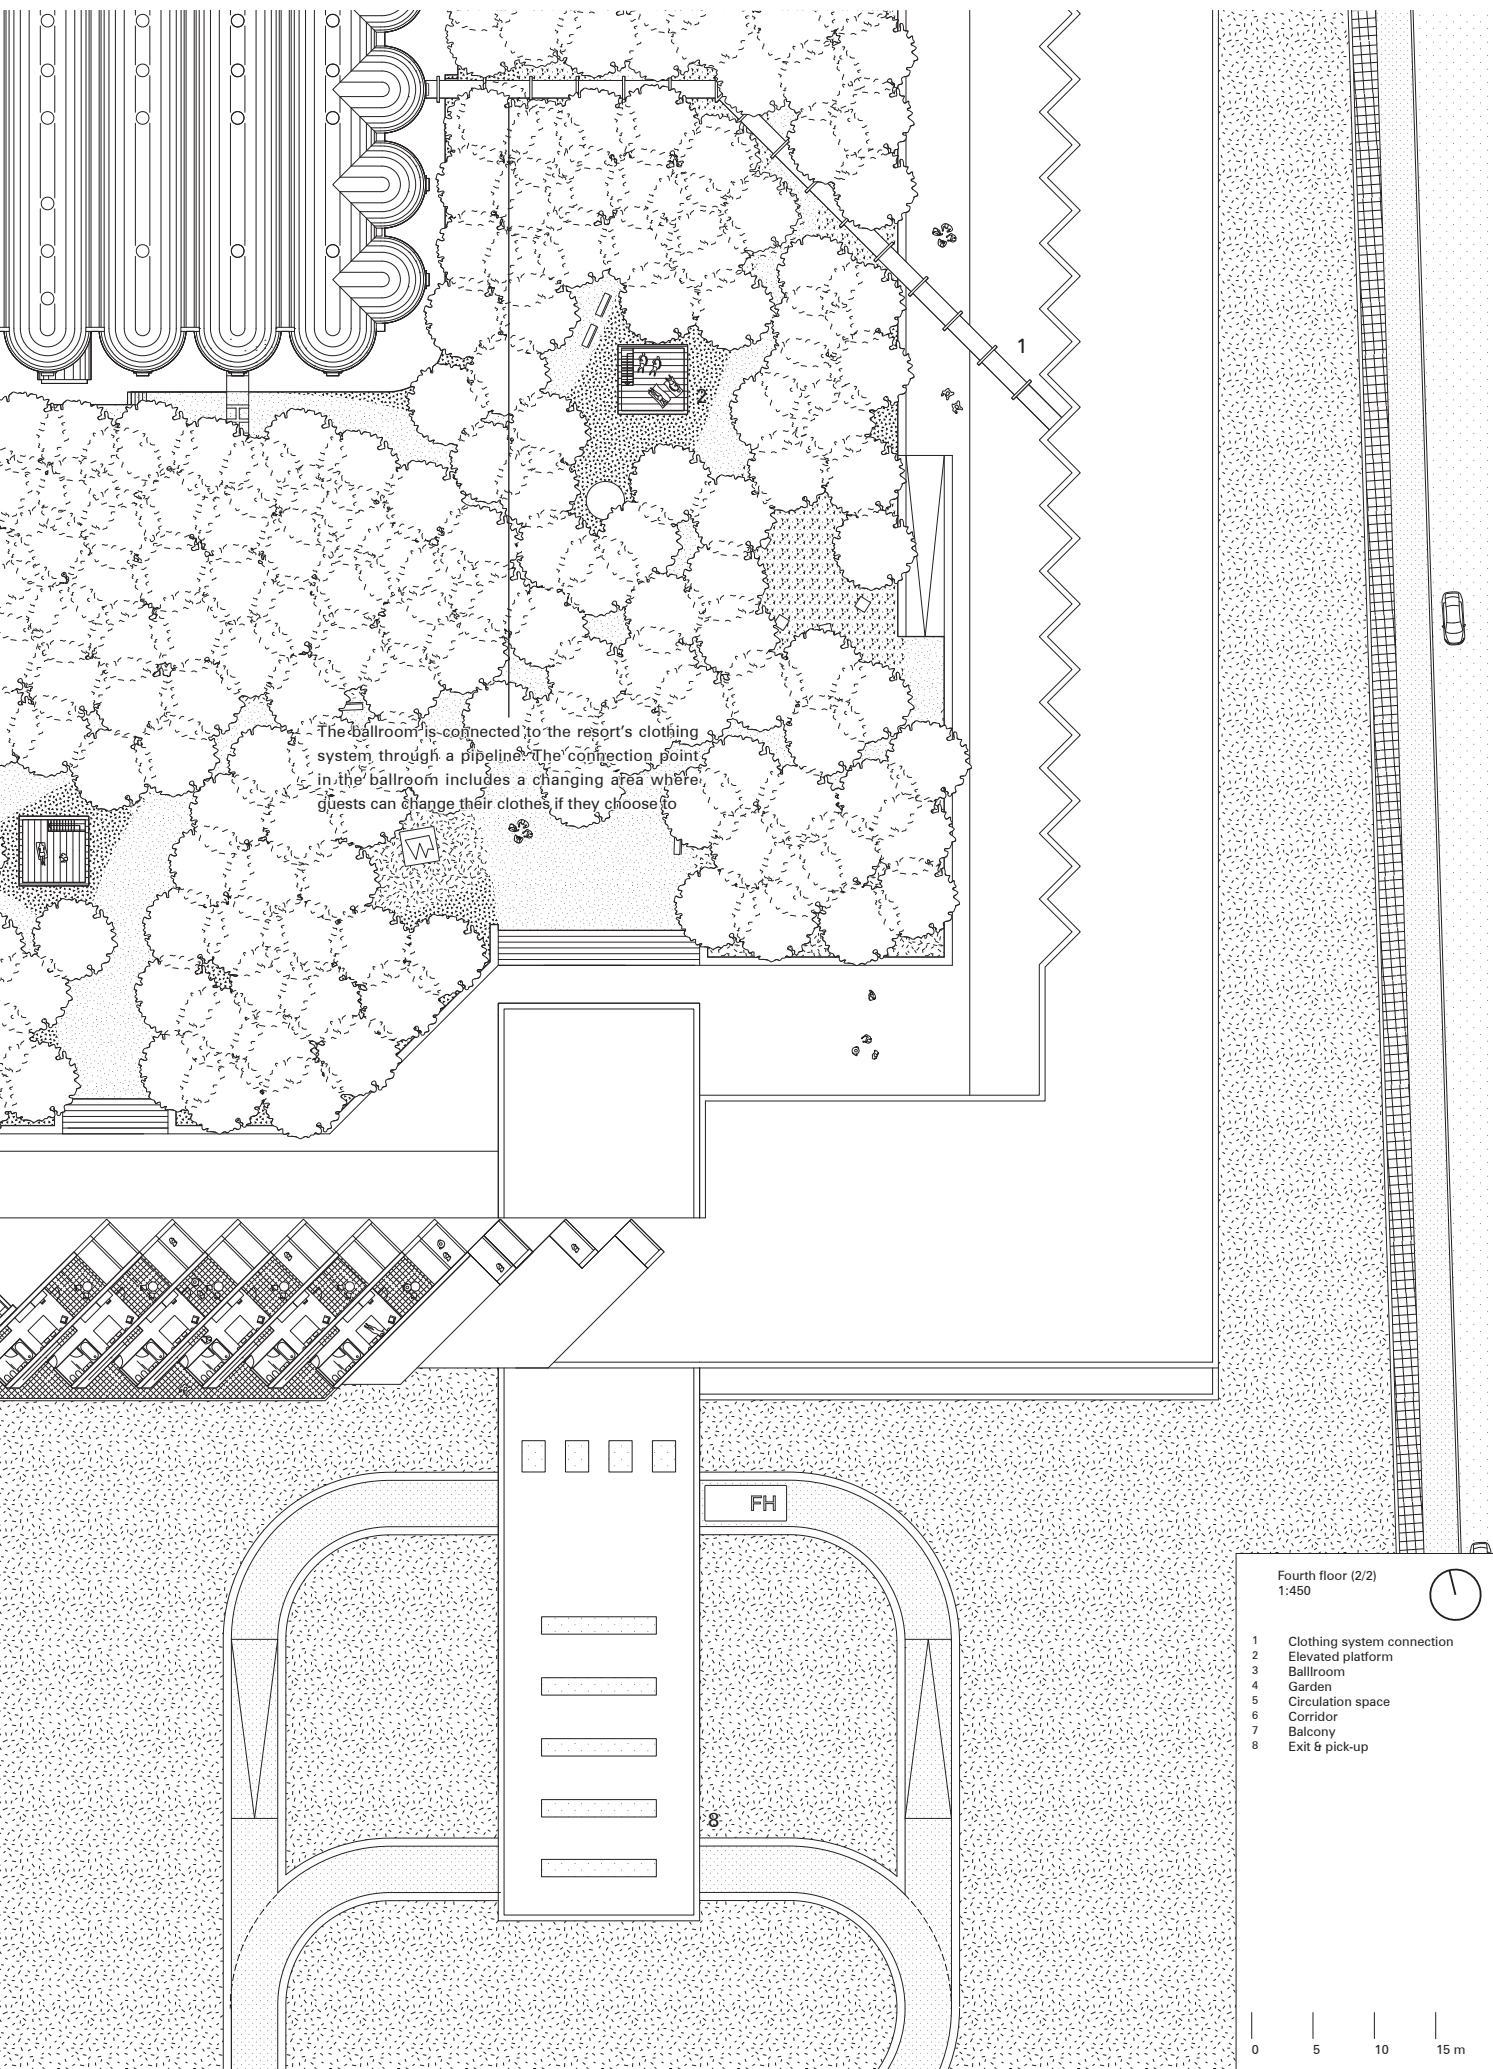 1
2
The ballroom is connected to the resort's clothing
system through a pipeline. The connection point
in the ballroom includes a changing area where
guests can change their clothes if they choose to
FH
8
Fourth floor (2/2)
1:450
1 Clothing system connection
2 Elevated platform
3 Balllroom
4 Garden
5 Circulation space
6 Corridor
7 Balcony
8 Exit & pick-up
0 5 10 15 m